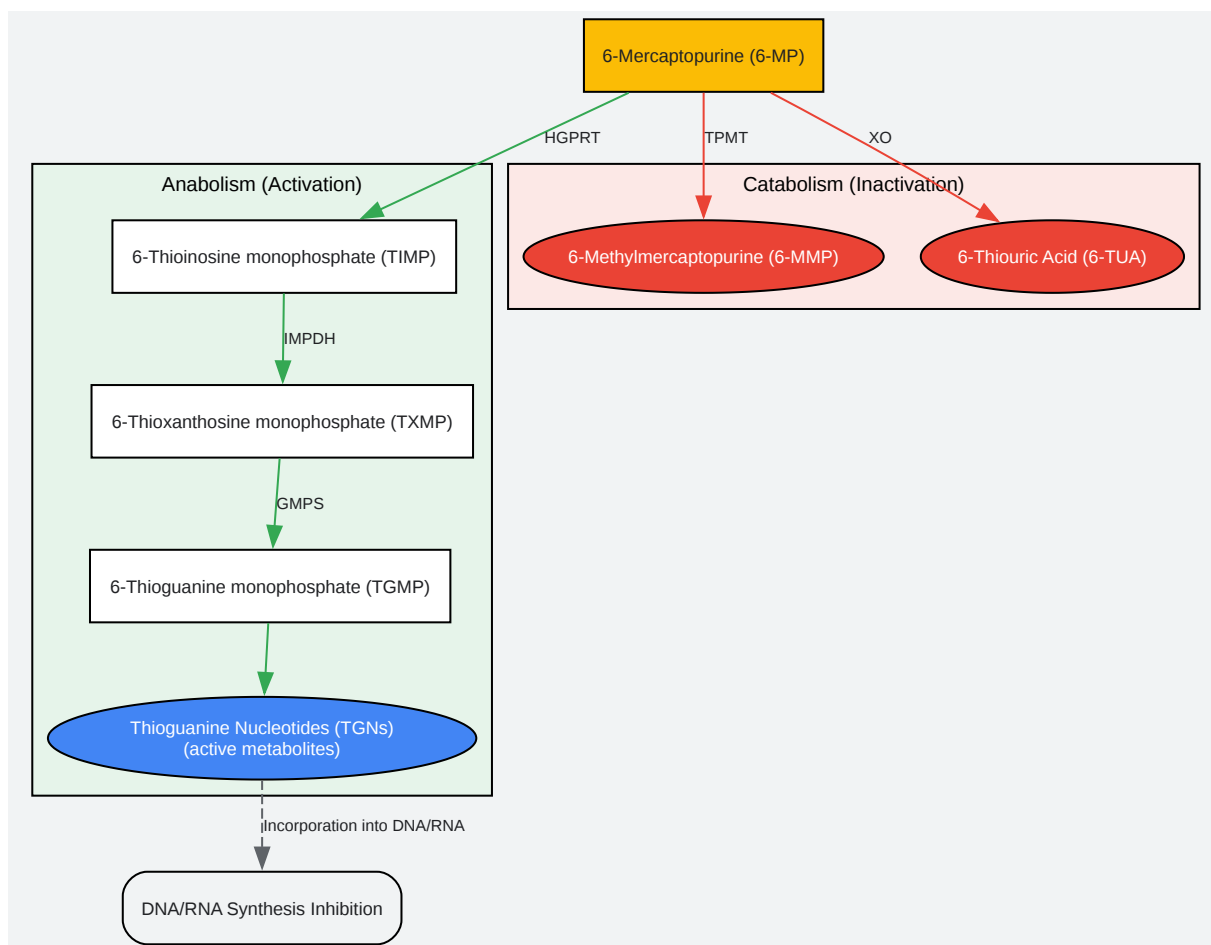 6-Mercaptopurine (6-MP)
HGPRT
TPMT
XO
Anabolism (Activation)
Catabolism (Inactivation)
6-Thioinosine monophosphate (TIMP)
6-Methylmercaptopurine (6-MMP)
6-Thiouric Acid (6-TUA)
IMPDH
6-Thioxanthosine monophosphate (TXMP)
GMPS
6-Thioguanine monophosphate (TGMP)
Thioguanine Nucleotides (TGNs)
(active metabolites)
Incorporation into DNA/RNA
DNA/RNA Synthesis Inhibition